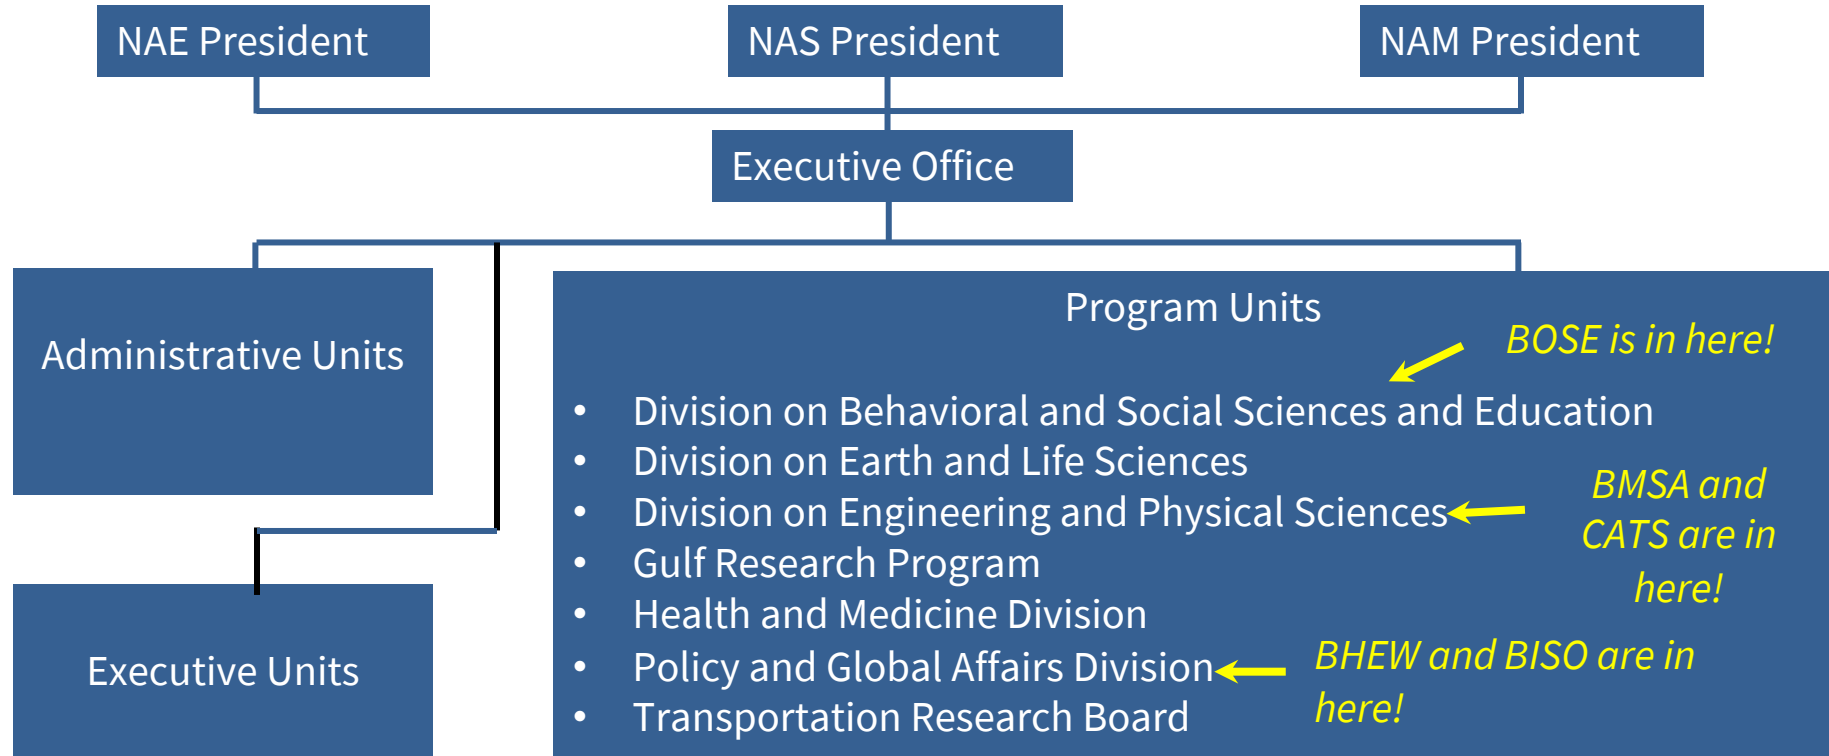 NAE President
NAS President
NAM President
Executive Office
Administrative Units
Executive Units
Program Units
BOSE is in here!
• Division on Behavioral and Social Sciences and Education
• Division on Earth and Life Sciences
• Division on Engineering and Physical Sciences
BMSA and
CATS are in
here!
• Gulf Research Program
• Health and Medicine Division
• Policy and Global Affairs Division
BHEW and BISO are in
here!
• Transportation Research Board